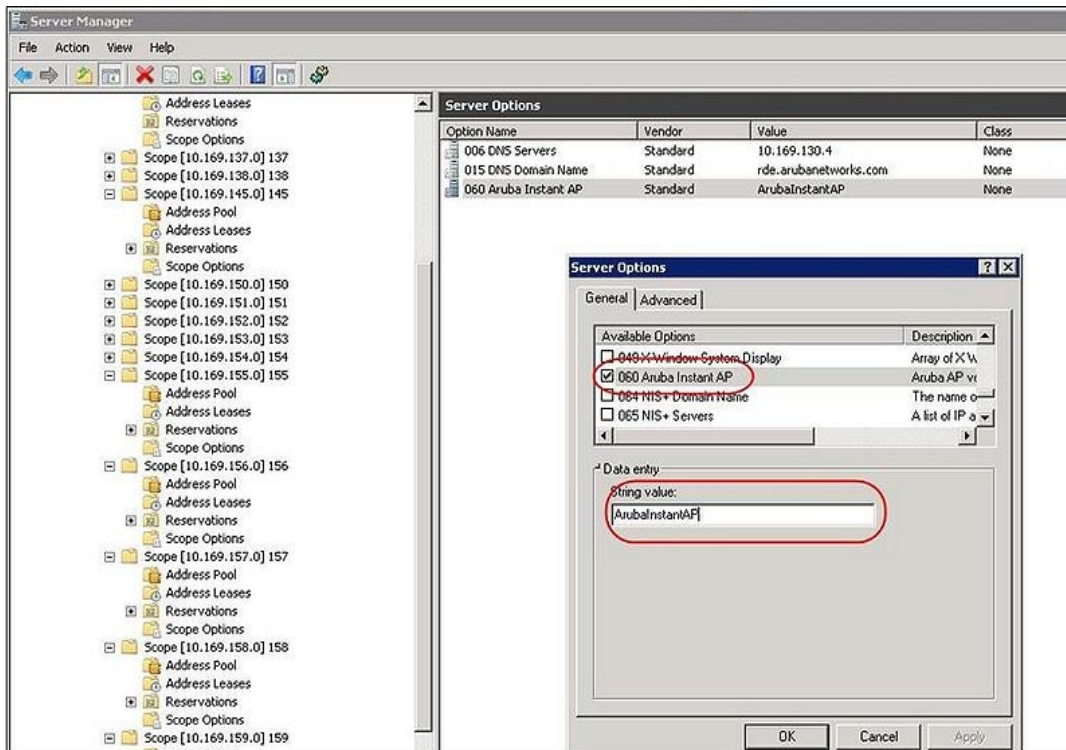 Server Manager
File Action View Help
Address Leases
Reservations
Scope Options
Scope [10.169.137.0] 137
Scope [10.169.138.0] 138
Scope [10.169.145.0] 145
Address Pool
Address Leases
Reservations
Scope Options
Scope [10.169.150.0] 150
Scope [10.169.151.0] 151
Scope [10.169.152.0] 152
Scope [10.169.153.0] 153
Scope [10.169.154.0] 154
Scope [10.169.155.0] 155
Address Pool
Address Leases
Reservations
Scope Options
Scope [10.169.156.0] 156
Address Pool
Address Leases
Reservations
Scope Options
Scope [10.169.157.0] 157
Address Pool
Address Leases
Reservations
Scope Options
Scope [10.169.158.0] 158
Address Pool
Address Leases
Reservations
Scope Options
Scope [10.169.159.0] 159
Server Options
Option Name Vendor Value Class
006 DNS Servers Standard 10.169.130.4 None
015 DNS Domain Name Standard rde.arubanetworks.com None
060 Aruba Instant AP Standard ArubaInstantAP None
Server Options
General Advanced
Available Options Description
049 X Window System Display Array of X W
060 Aruba Instant AP Aruba AP ve
064 NIS+ Domain Name The name o
065 NIS+ Servers A list of IP a
Data entry
String value:
ArubaInstantAP
OK Cancel Apply